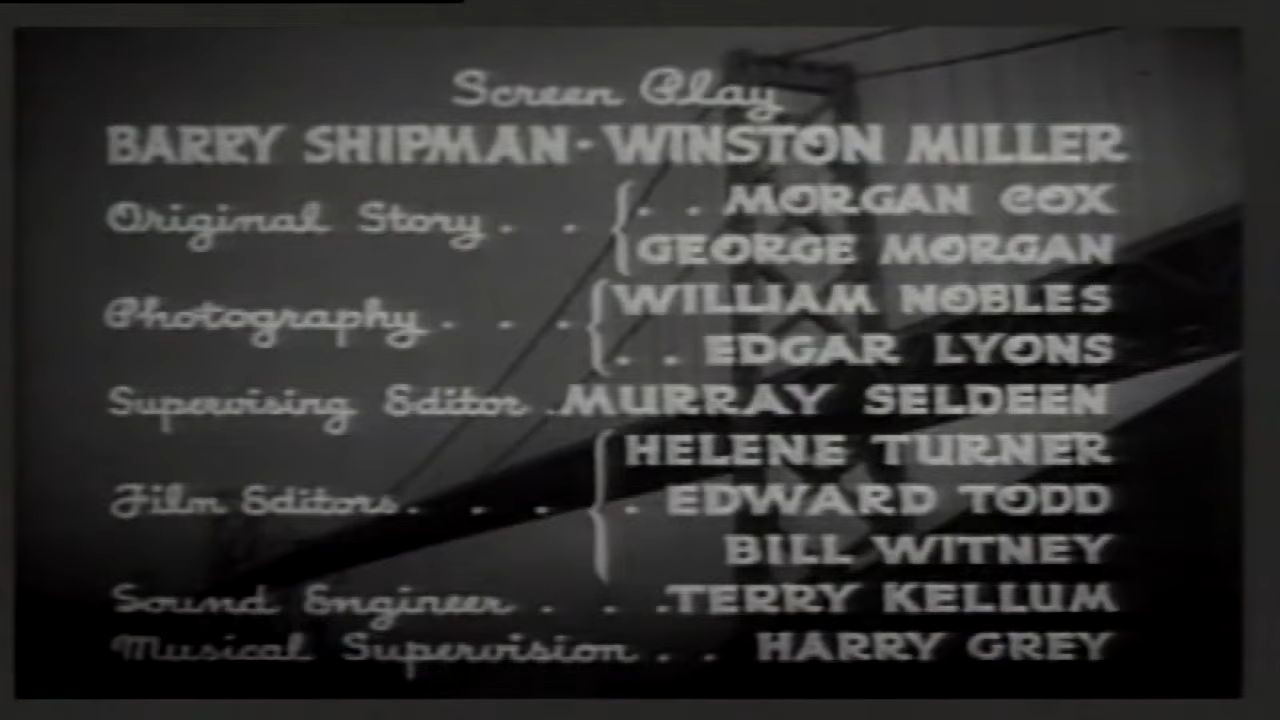 Screen Play
BARRY SHIPMAN - WINSTON MILLER
Original Story . . { . . MORGAN COX
GEORGE MORGAN
Photography . . . { WILLIAM NOBLES
. . EDGAR LYONS
Supervising Editor . MURRAY SELDEEN
HELENE TURNER
Film Editors . . . { . EDWARD TODD
BILL WITNEY
Sound Engineer . . . TERRY KELLUM
Musical Supervision . . HARRY GREY